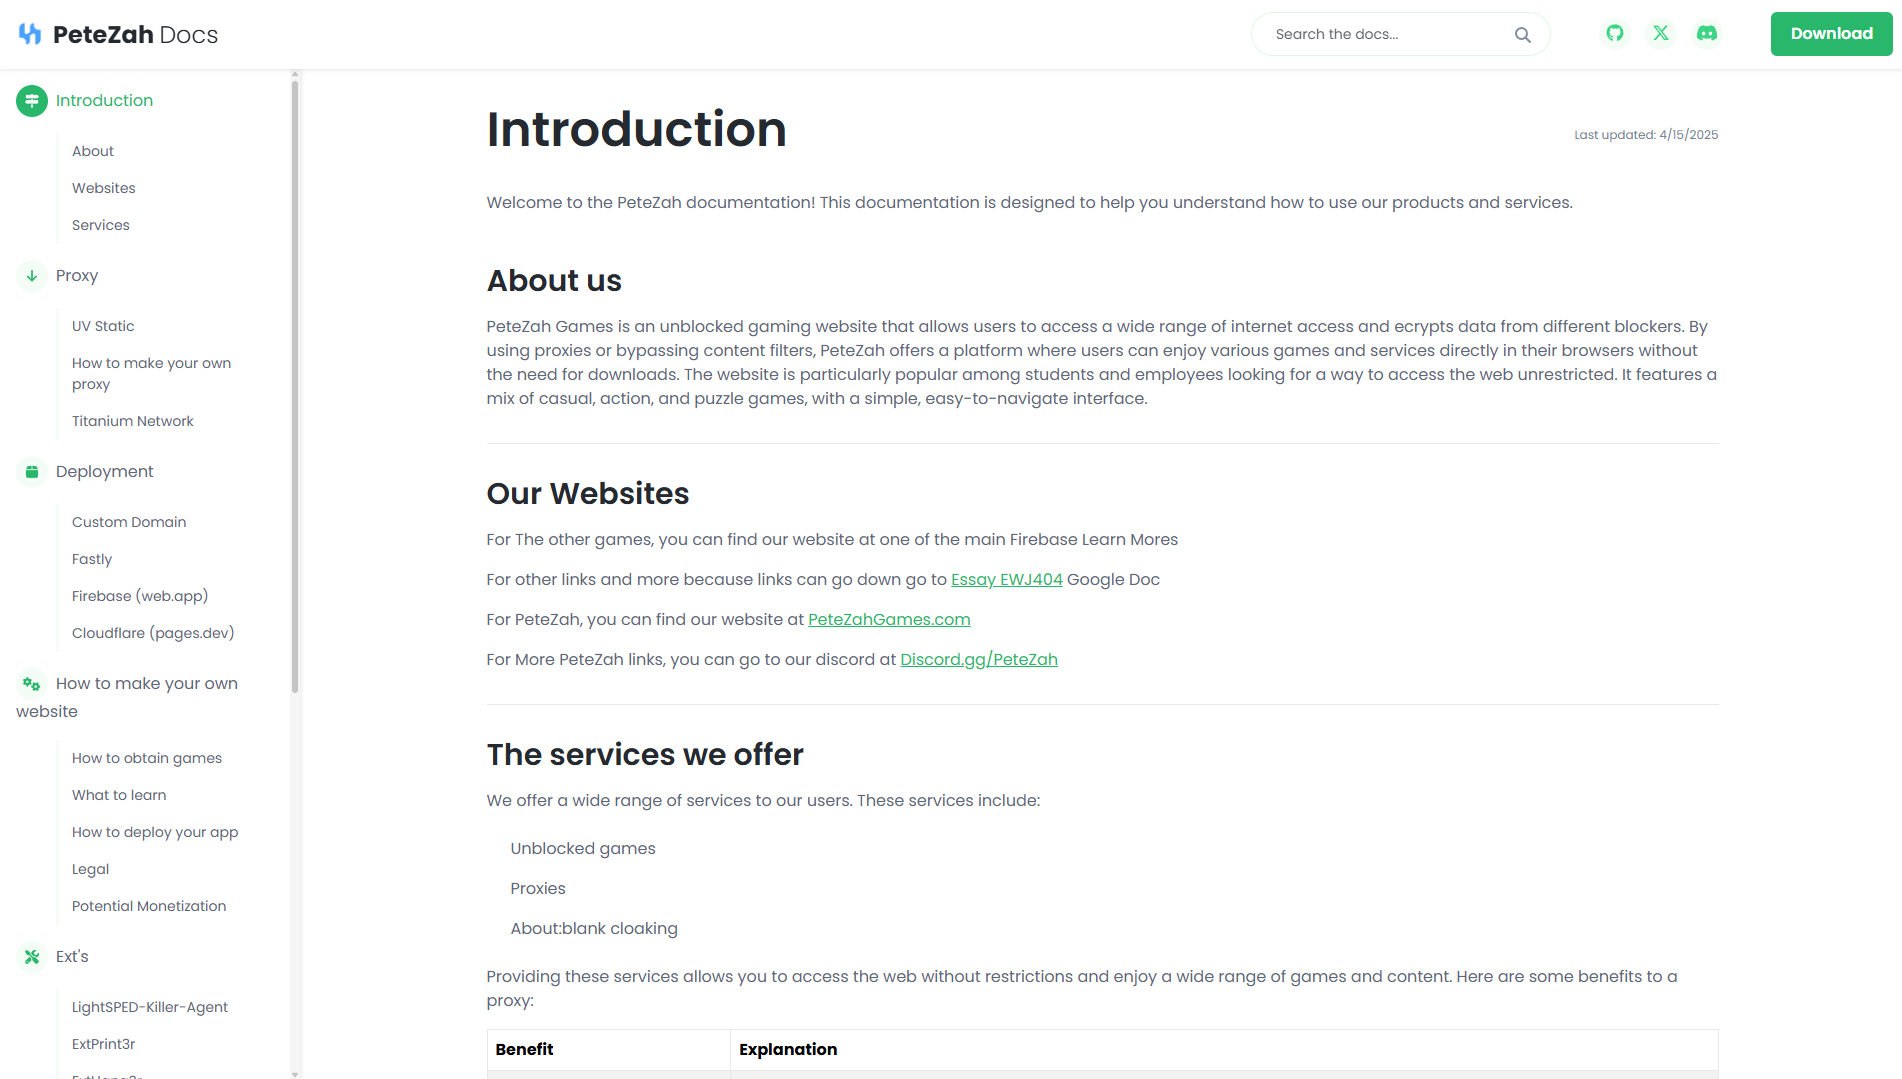 PeteZah Docs
Search the docs...
Download
Introduction
About
Websites
Services
Proxy
UV Static
How to make your own
proxy
Titanium Network
Deployment
Custom Domain
Fastly
Firebase (web.app)
Cloudflare (pages.dev)
How to make your own
website
How to obtain games
What to learn
How to deploy your app
Legal
Potential Monetization
Ext's
LightSPED-Killer-Agent
ExtPrint3r
Introduction
Last updated: 4/15/2025
Welcome to the PeteZah documentation! This documentation is designed to help you understand how to use our products and services.
About us
PeteZah Games is an unblocked gaming website that allows users to access a wide range of internet access and ecrypts data from different blockers. By
using proxies or bypassing content filters, PeteZah offers a platform where users can enjoy various games and services directly in their browsers without
the need for downloads. The website is particularly popular among students and employees looking for a way to access the web unrestricted. It features a
mix of casual, action, and puzzle games, with a simple, easy-to-navigate interface.
Our Websites
For The other games, you can find our website at one of the main Firebase Learn Mores
For other links and more because links can go down go to Essay EWJ404 Google Doc
For PeteZah, you can find our website at PeteZahGames.com
For More PeteZah links, you can go to our discord at Discord.gg/PeteZah
The services we offer
We offer a wide range of services to our users. These services include:
Unblocked games
Proxies
About:blank cloaking
Providing these services allows you to access the web without restrictions and enjoy a wide range of games and content. Here are some benefits to a
proxy:
Benefit
Explanation